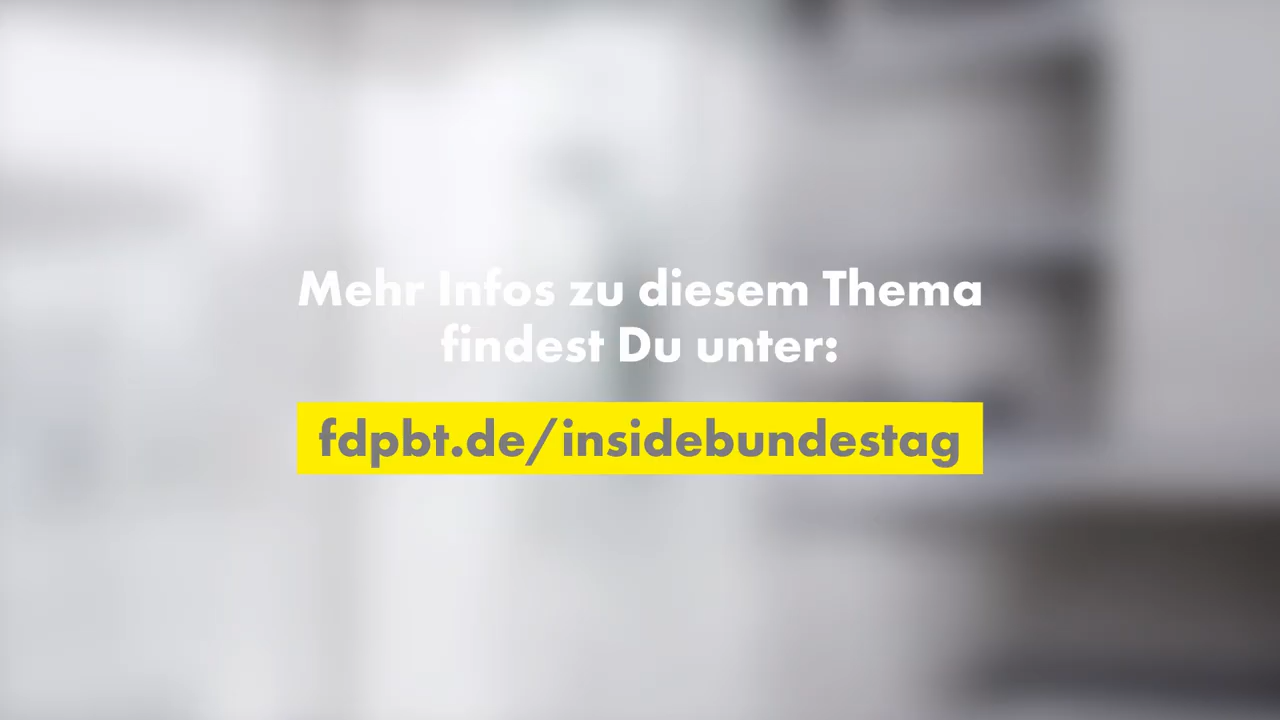 Mehr Infos zu diesem Thema
findest Du unter:
fdpbt.de/insidebundestag